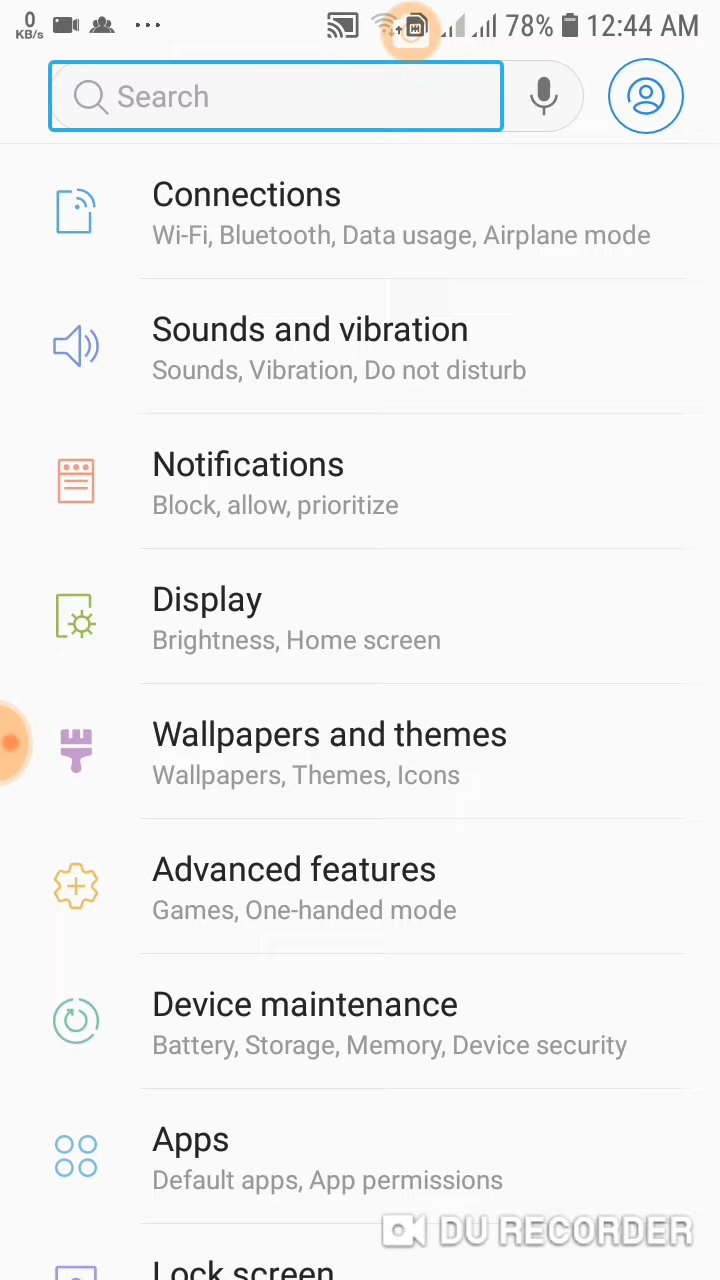 0 KB/s 78% 12:44 AM
Search
Connections
Wi-Fi, Bluetooth, Data usage, Airplane mode
Sounds and vibration
Sounds, Vibration, Do not disturb
Notifications
Block, allow, prioritize
Display
Brightness, Home screen
Wallpapers and themes
Wallpapers, Themes, Icons
Advanced features
Games, One-handed mode
Device maintenance
Battery, Storage, Memory, Device security
Apps
Default apps, App permissions
DU RECORDER
Lock screen